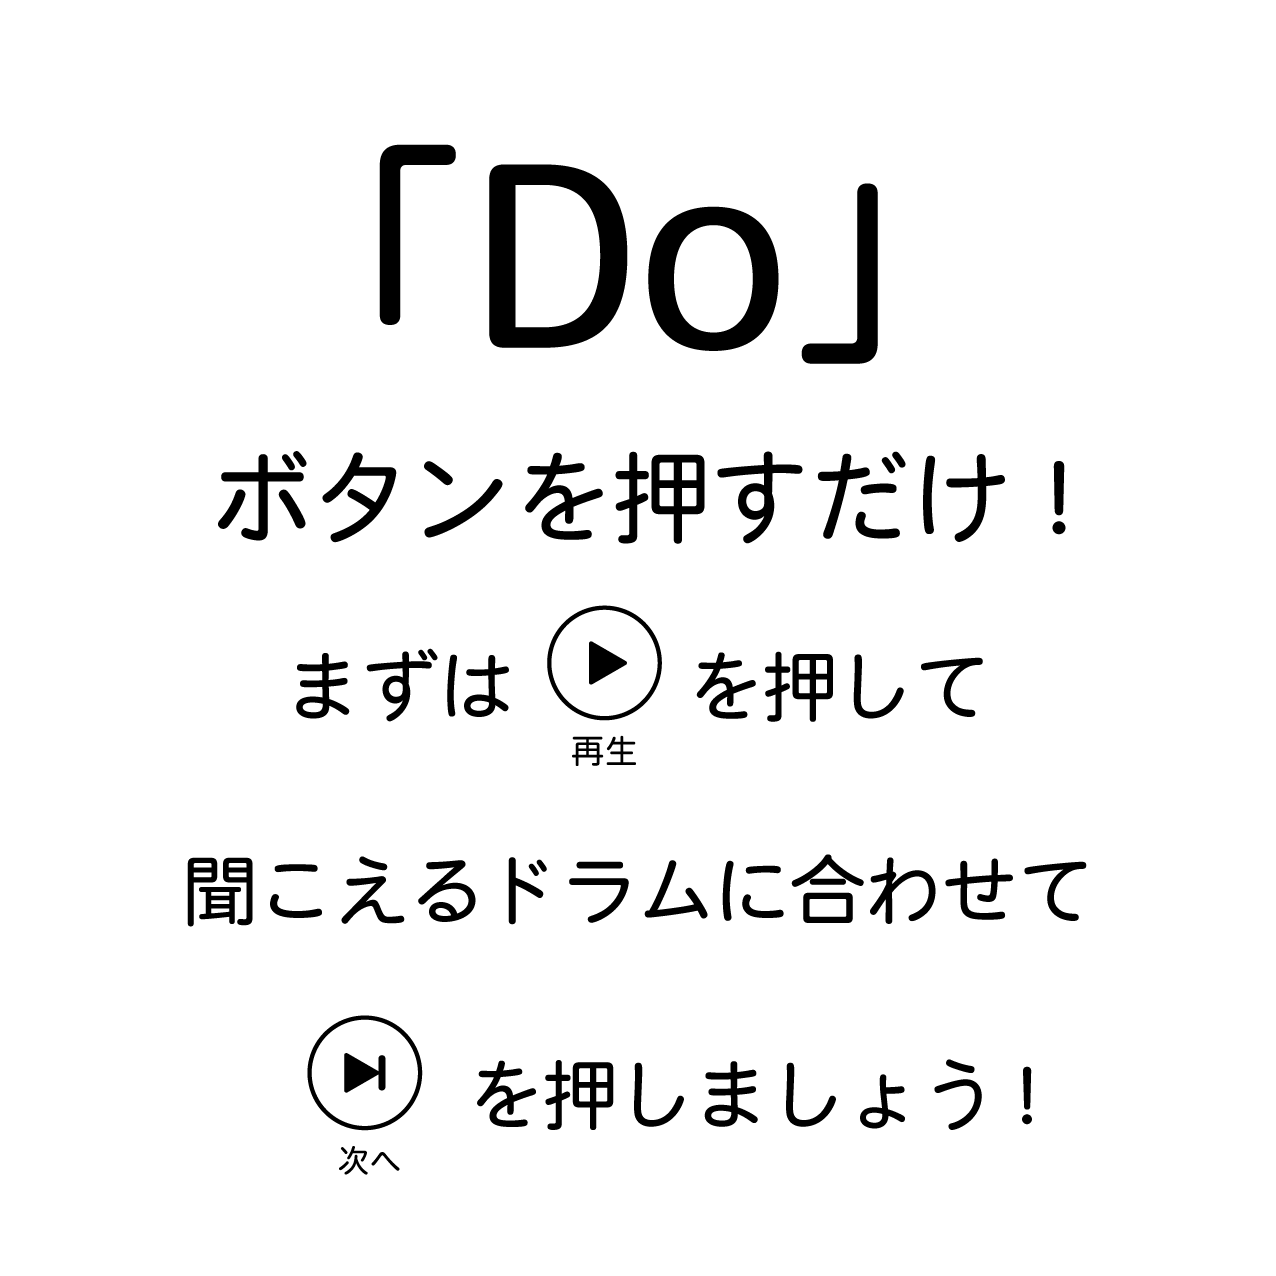 「Do」
ボタンを押すだけ！
まずは を押して
再生
聞こえるドラムに合わせて
を押しましょう！
次へ